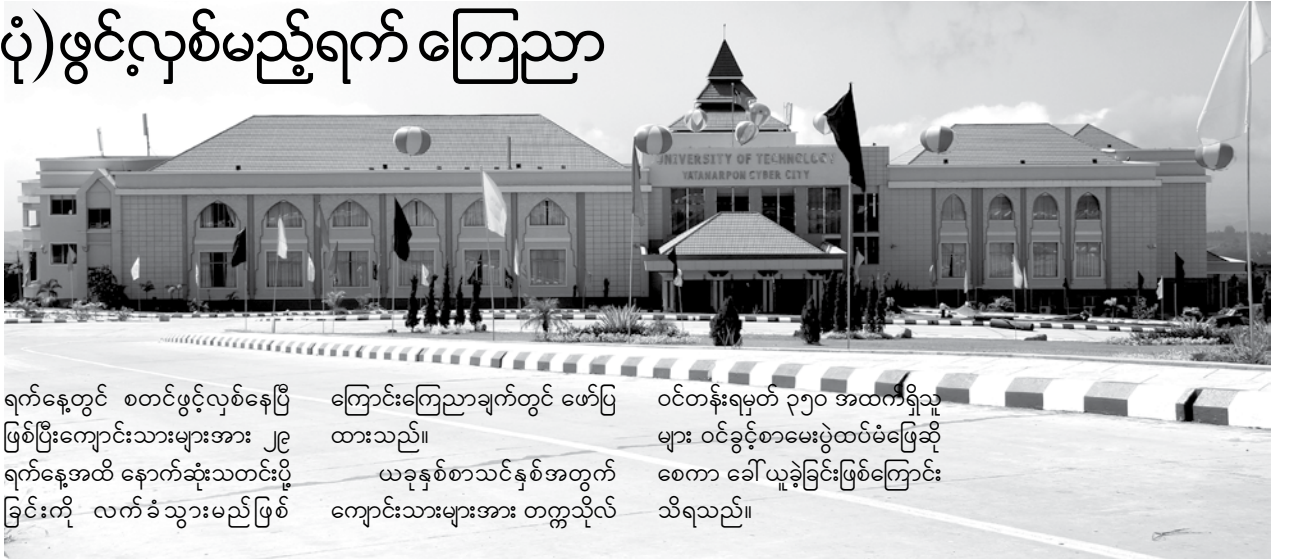 ပုံ)ဖွင့်လှစ်မည့်ရက် ကြေညာ
UNIVERSITY OF TECHNOLOGY
YATANARPON CYBER CITY
ရက်နေ့တွင် စတင်ဖွင့်လှစ်နေပြီ
ဖြစ်ပြီးကျောင်းသားများအား ၂၉
ရက်နေ့အထိ နောက်ဆုံးသတင်းပို့
ခြင်းကို လက်ခံသွားမည်ဖြစ်
ကြောင်းကြေညာချက်တွင် ဖော်ပြ
ထားသည်။
ယခုနှစ်စာသင်နှစ်အတွက်
ကျောင်းသားများအား တက္ကသိုလ်
ဝင်တန်းရမှတ် ၃၅၀ အထက်ရှိသူ
များ ဝင်ခွင့်စာမေးပွဲထပ်မံဖြေဆို
စေကာ ခေါ်ယူခဲ့ခြင်းဖြစ်ကြောင်း
သိရသည်။